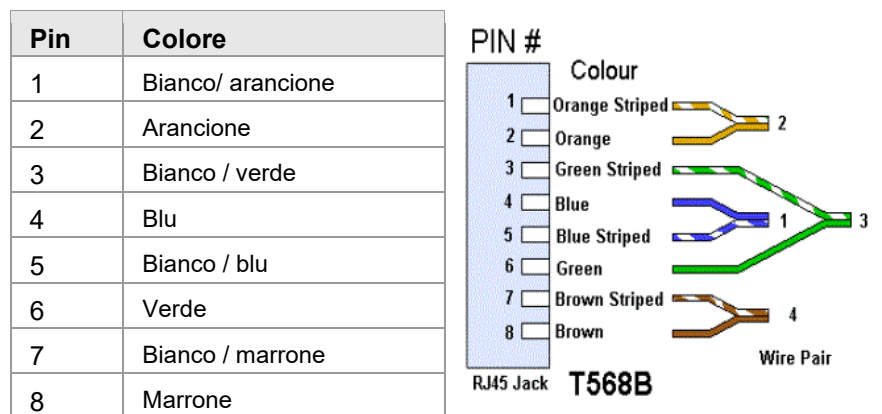 Pin Colore
1 Bianco/ arancione
2 Arancione
3 Bianco / verde
4 Blu
5 Bianco / blu
6 Verde
7 Bianco / marrone
8 Marrone
PIN #
Colour
1 Orange Striped
2 Orange
3 Green Striped
4 Blue
5 Blue Striped
6 Green
7 Brown Striped
8 Brown
2
1
3
4
Wire Pair
RJ45 Jack T568B